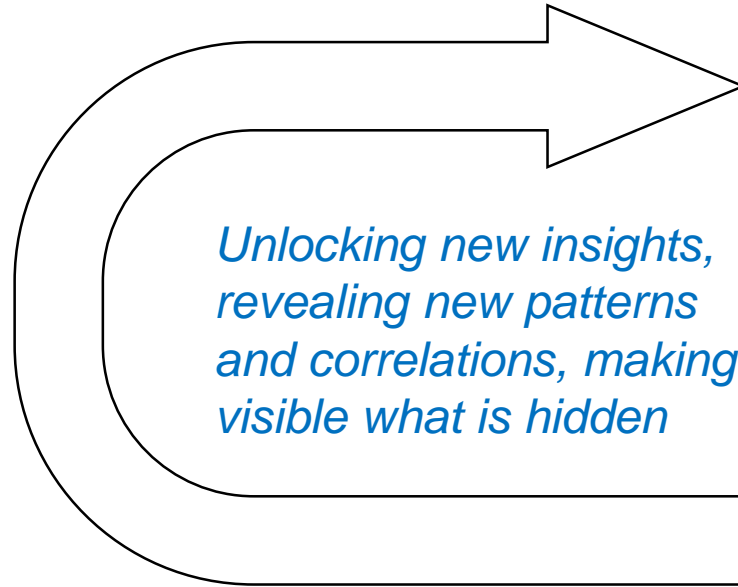 Unlocking new insights,
revealing new patterns
and correlations, making
visible what is hidden